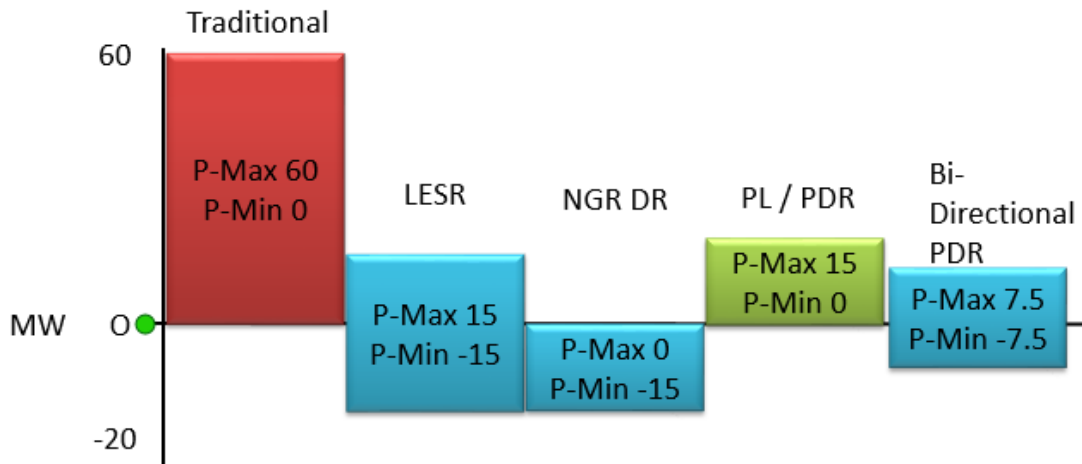 Traditional
60
P-Max 60
P-Min 0
LESR
NGR DR
PL / PDR
Bi-
Directional
PDR
P-Max 15
P-Min -15
P-Max 0
P-Min -15
P-Max 15
P-Min 0
P-Max 7.5
P-Min -7.5
MW
O
-20